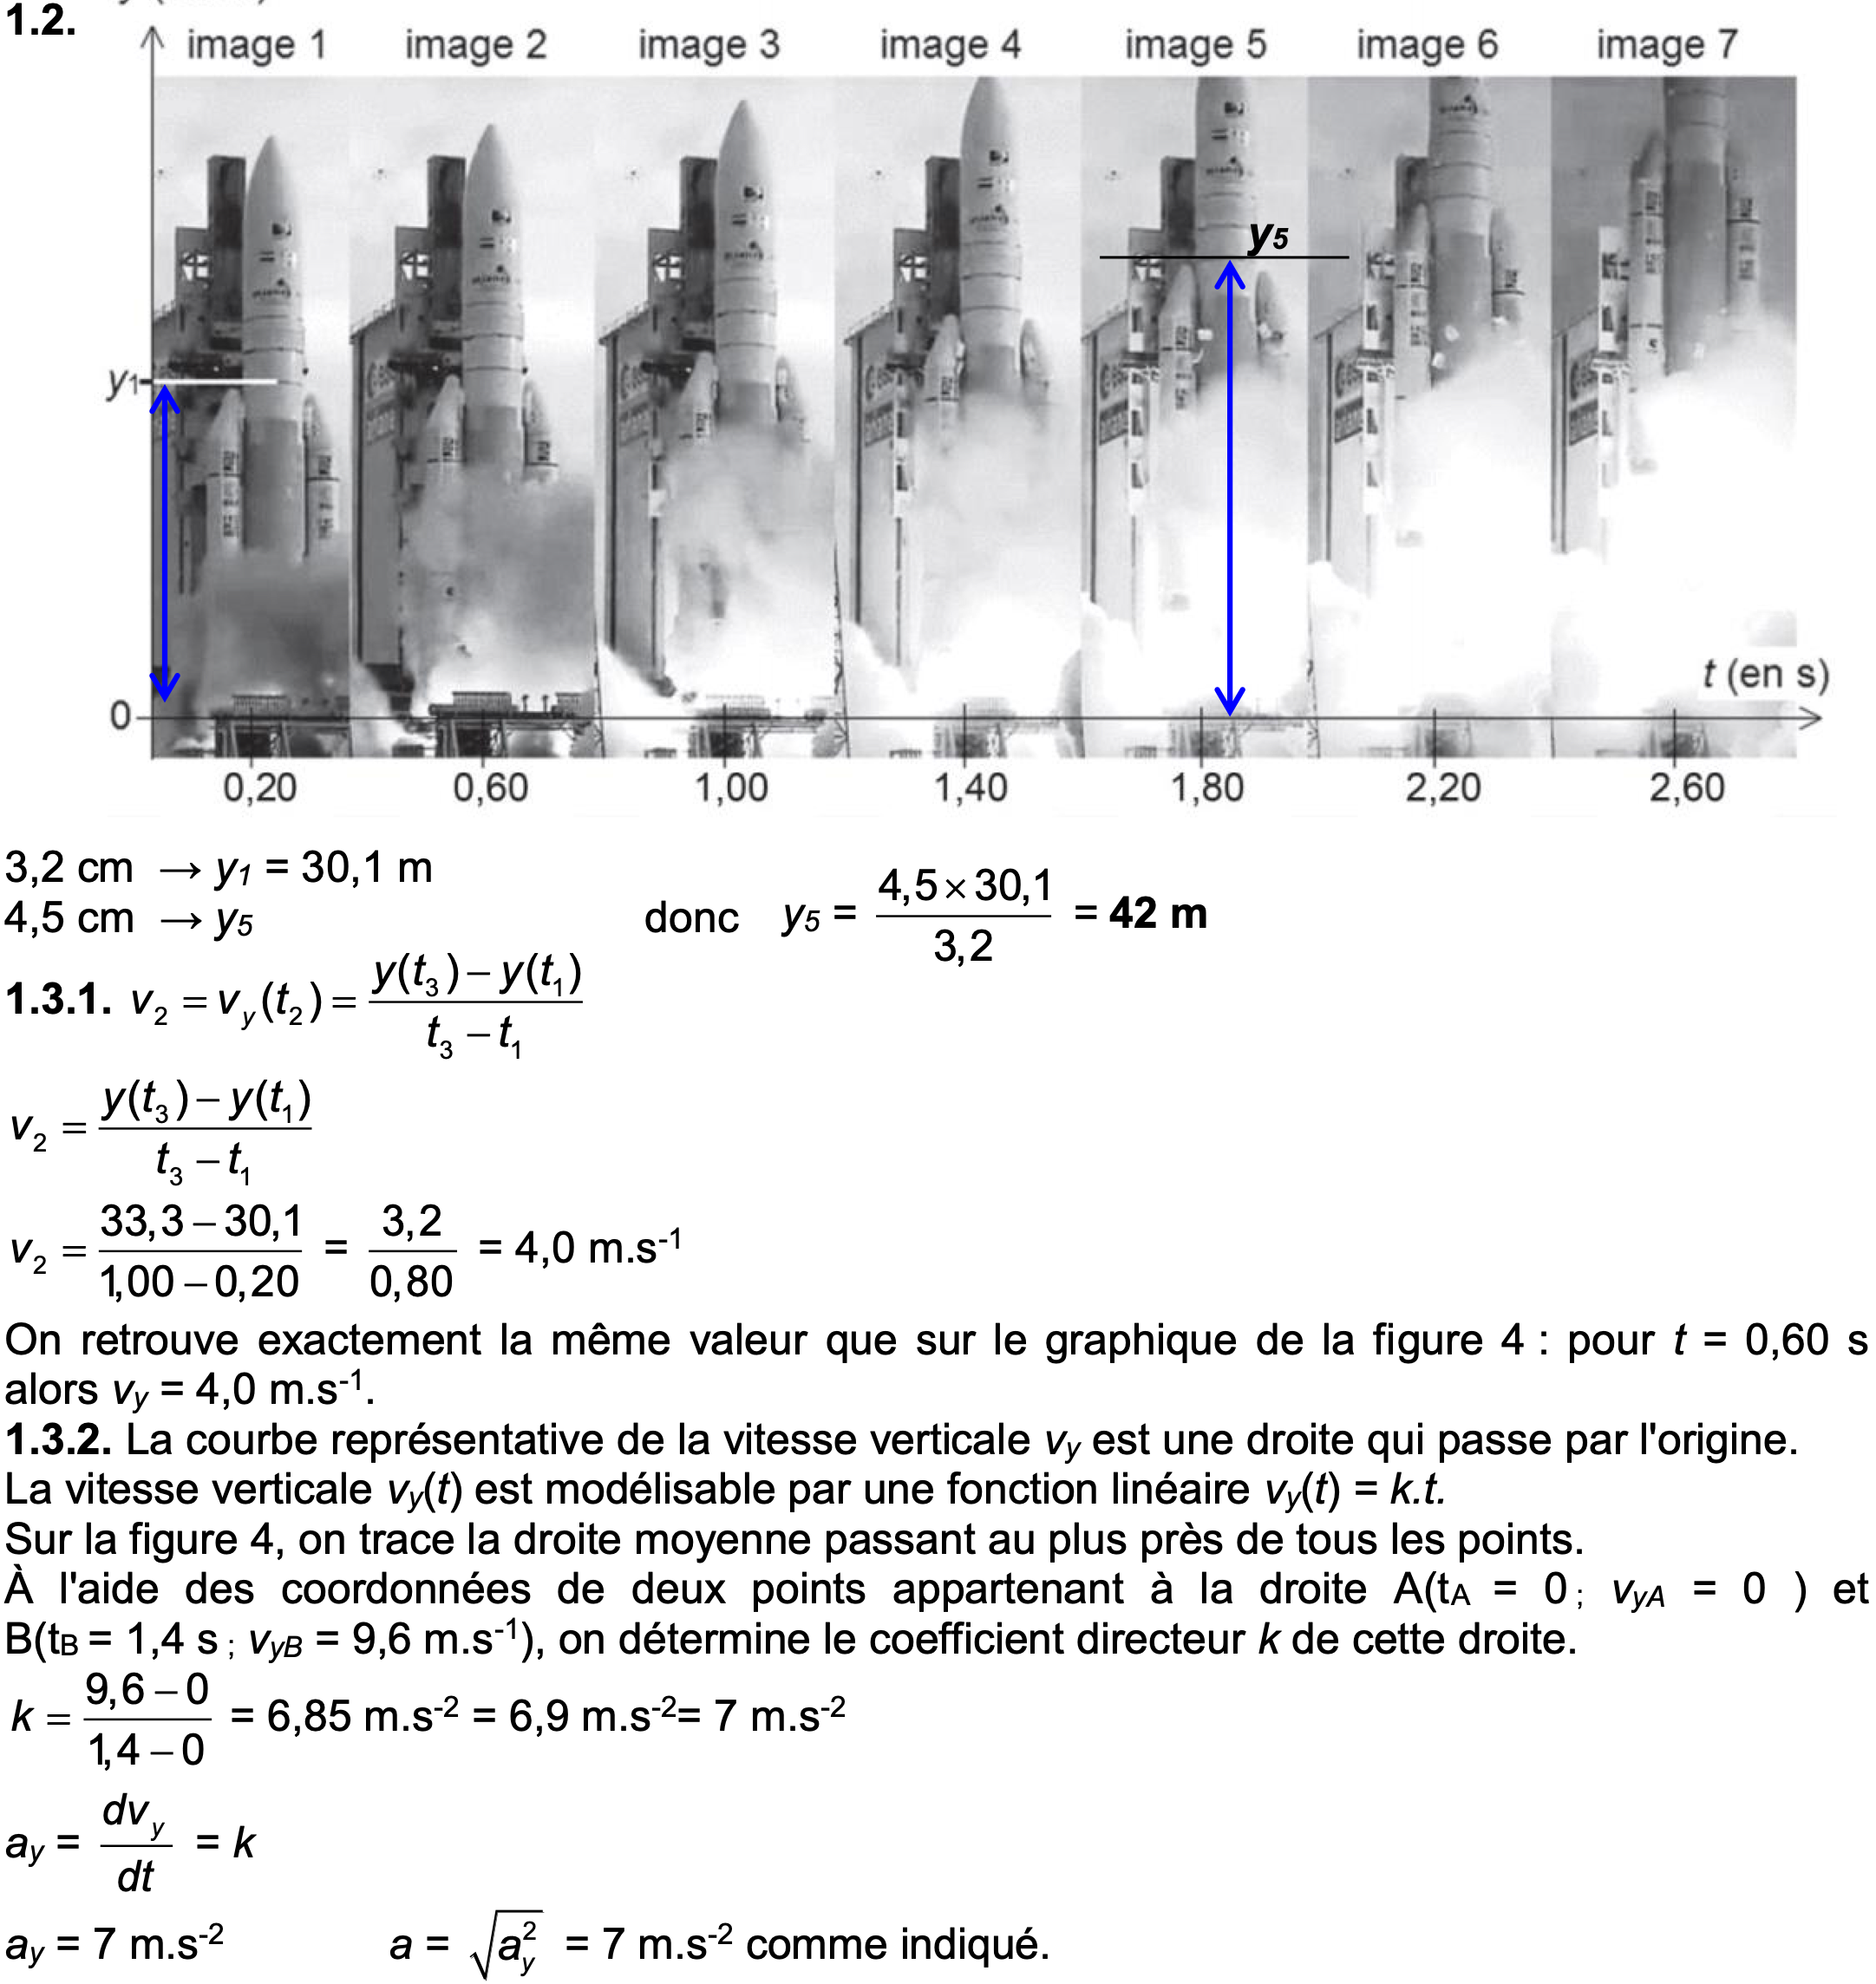 1.2.
image 1 image 2 image 3 image 4 image 5 image 6 image 7
y5
y1
t (en s)
0
0,20 0,60 1,00 1,40 1,80 2,20 2,60
3,2 cm → y1 = 30,1 m
4,5 cm → y5 donc y5 = (4,5 × 30,1) / 3,2 = 42 m
1.3.1. v₂ = v_y(t₂) = (y(t₃) – y(t₁)) / (t₃ – t₁)
v₂ = (y(t₃) – y(t₁)) / (t₃ – t₁)
v₂ = (33,3 – 30,1) / (1,00 – 0,20) = 3,2 / 0,80 = 4,0 m.s⁻¹
On retrouve exactement la même valeur que sur le graphique de la figure 4 : pour t = 0,60 s
alors vy = 4,0 m.s⁻¹.
1.3.2. La courbe représentative de la vitesse verticale vy est une droite qui passe par l'origine.
La vitesse verticale vy(t) est modélisable par une fonction linéaire vy(t) = k.t.
Sur la figure 4, on trace la droite moyenne passant au plus près de tous les points.
À l'aide des coordonnées de deux points appartenant à la droite A(tA = 0 ; vyA = 0 ) et
B(tB = 1,4 s ; vyB = 9,6 m.s⁻¹), on détermine le coefficient directeur k de cette droite.
k = (9,6 – 0) / (1,4 – 0) = 6,85 m.s⁻² = 6,9 m.s⁻²= 7 m.s⁻²
ay = dv_y / dt = k
ay = 7 m.s⁻² a = √(a_y²) = 7 m.s⁻² comme indiqué.